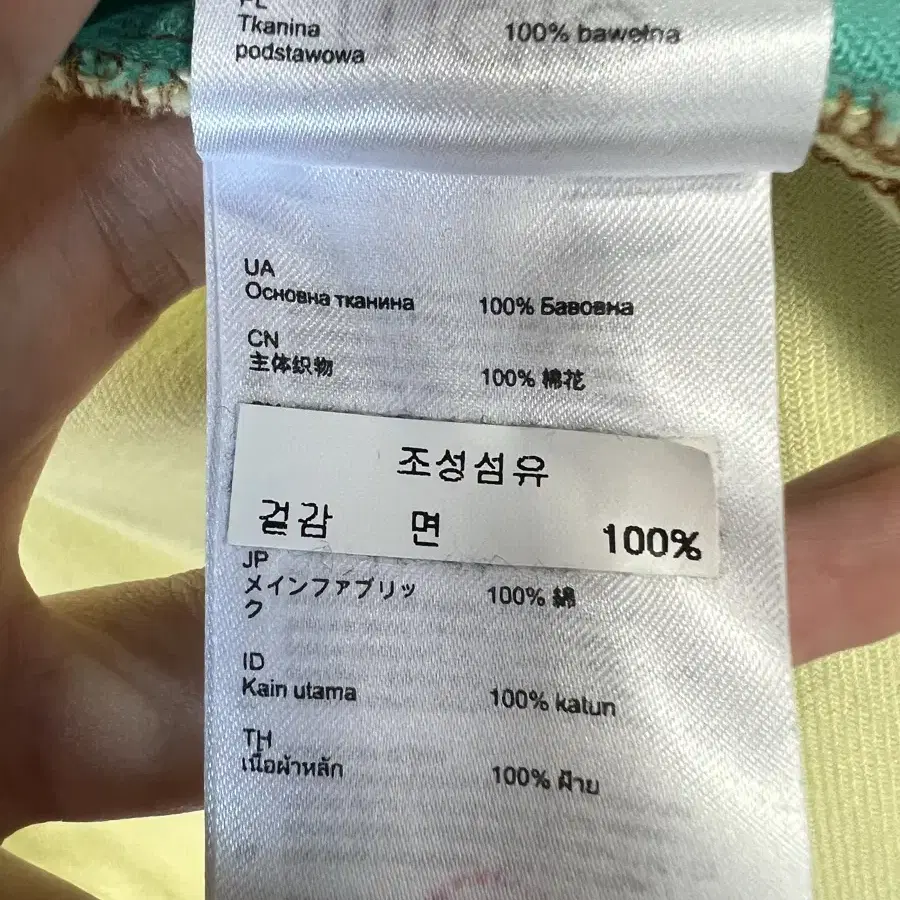 PL
Tkanina 100% bawełna
podstawowa
UA
Основна тканина 100% Бавовна
CN
主体织物 100% 棉花
조성섬유
겉감 면 100%
JP
メインファブリッ 100% 綿
ク
ID
Kain utama 100% katun
TH
เนื้อผ้าหลัก 100% ฝ้าย